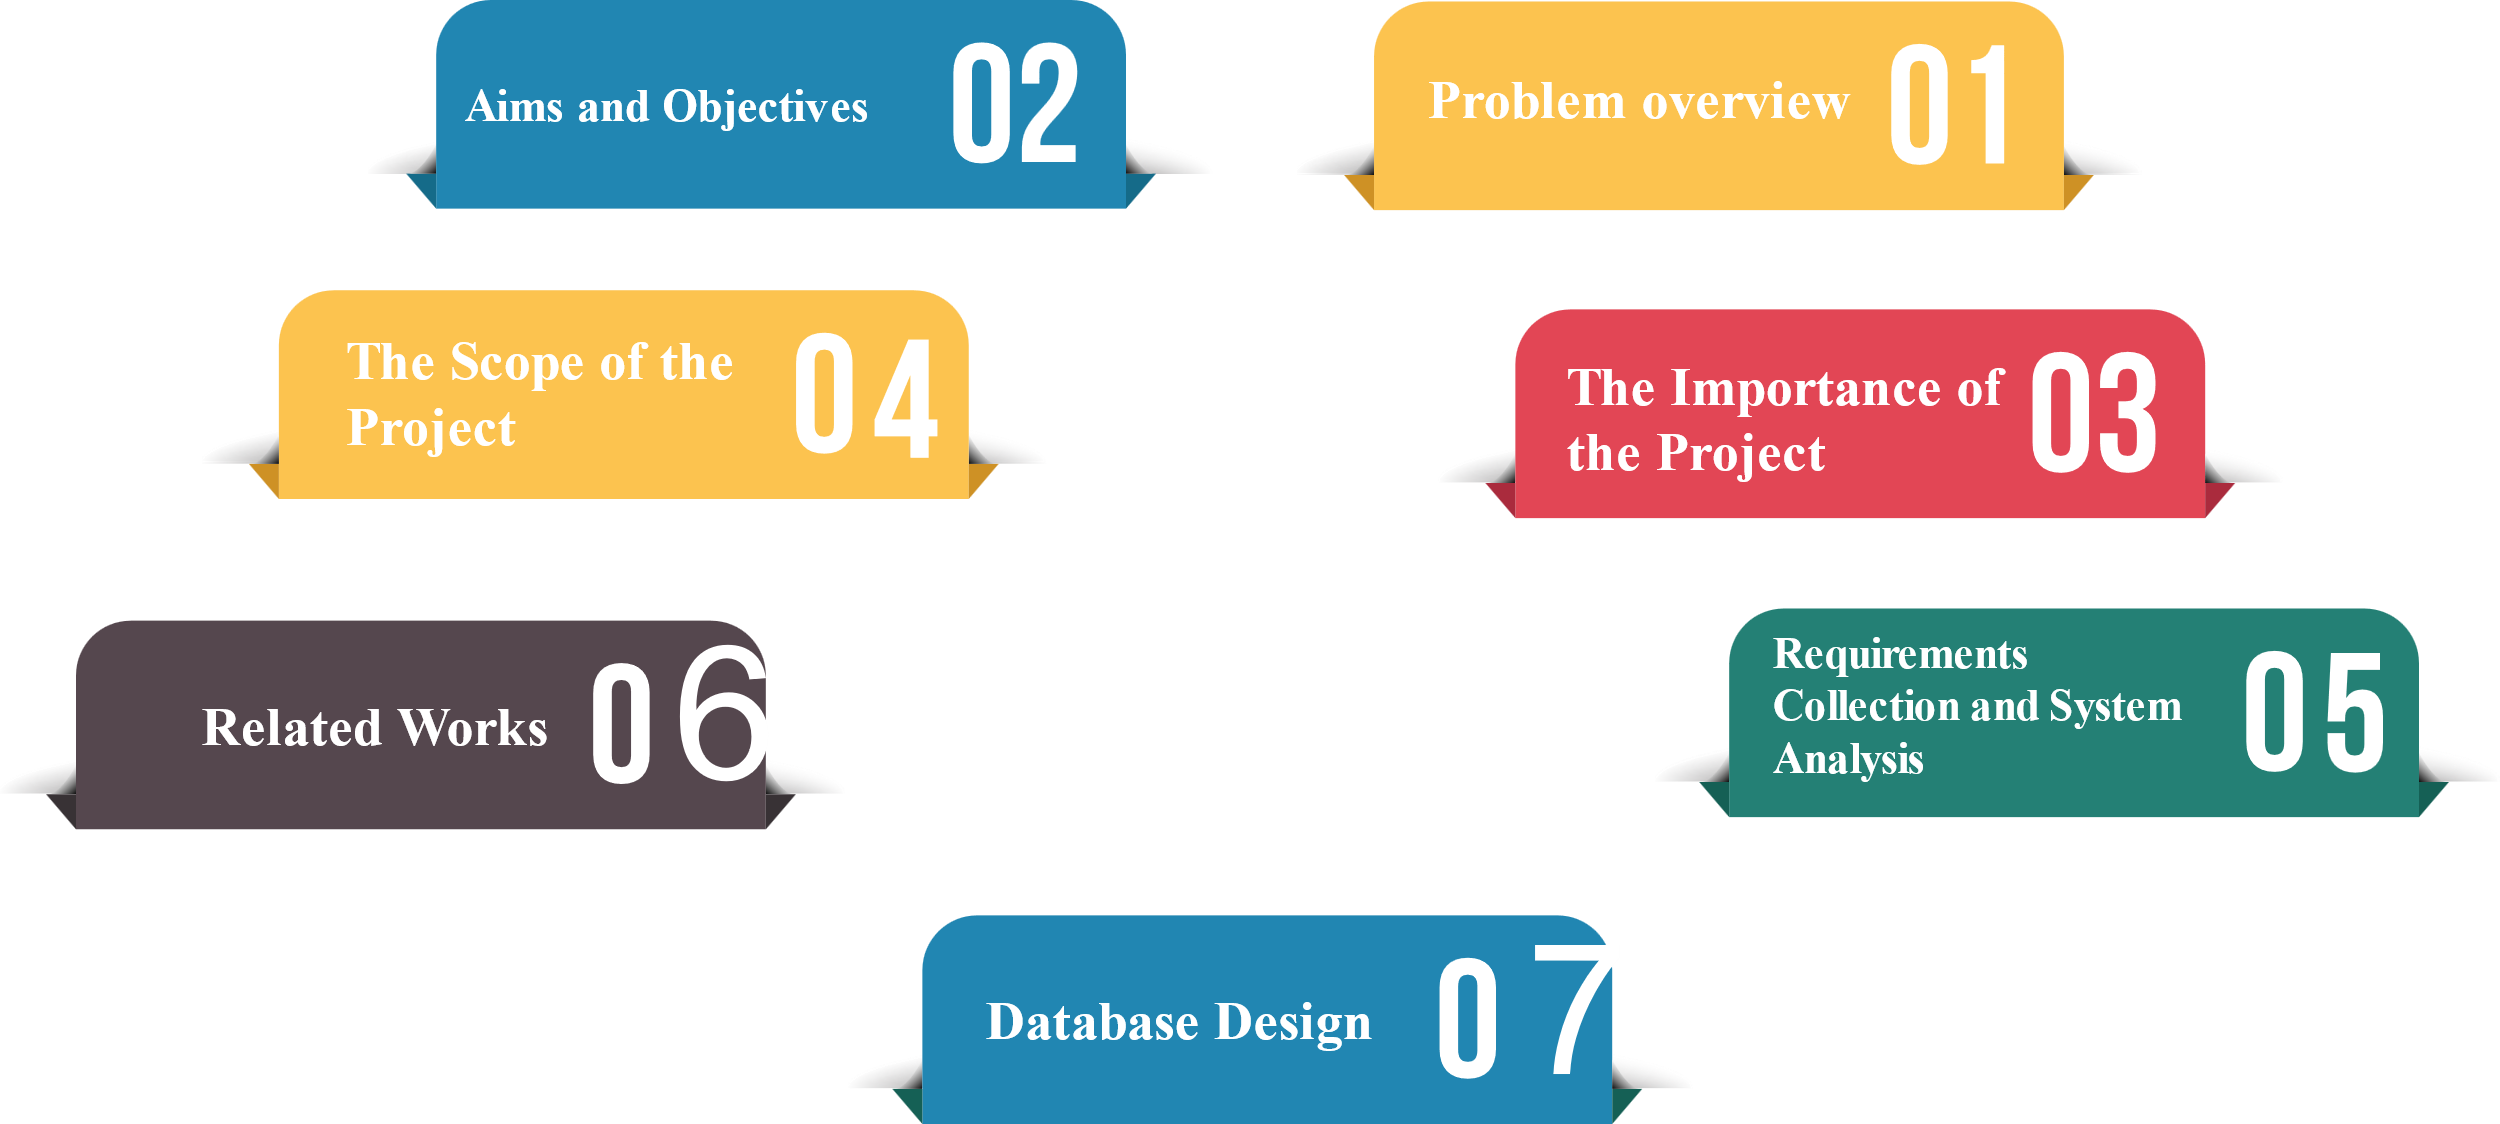 Problem overview 01
Aims and Objectives 02
The Importance of
the Project
03
The Scope of the
Project
04
Requirements
Collection and System
Analysis
05
Related Works 06
Database Design 07